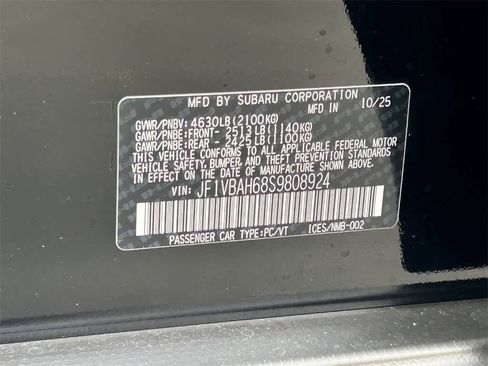 MFD. BY SUBARU CORPORATION
MFD.IN 10/25
GVWR/PNBV: 4630LB(2100KG)
GAWR/PNBE:FRONT- 2513LB(1140KG)
GAWR/PNBE:REAR - 2425LB(1100KG)
THIS VEHICLE CONFORMS TO ALL APPLICABLE FEDERAL MOTOR
VEHICLE SAFETY, BUMPER, AND THEFT PREVENTION STANDARDS
IN EFFECT ON THE DATE OF MANUFACTURE SHOWN ABOVE.
VIN: JF1VBAH68S9808924
PASSENGER CAR TYPE:PC/VT ICES/NMB-002